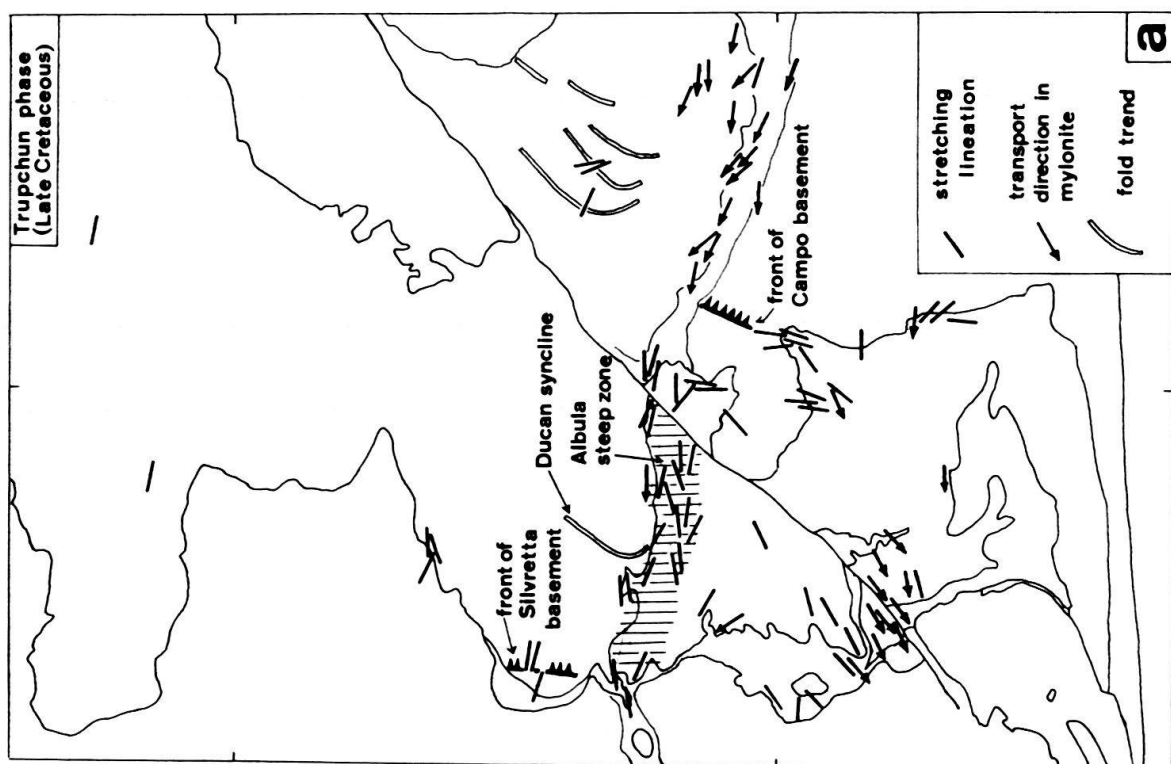 Trupchun phase
(Late Cretaceous)
front of
Silvretta
basement
Ducan syncline
Albula
steep zone
front of
Campo basement
stretching
lineation
transport
direction in
mylonite
fold trend
a